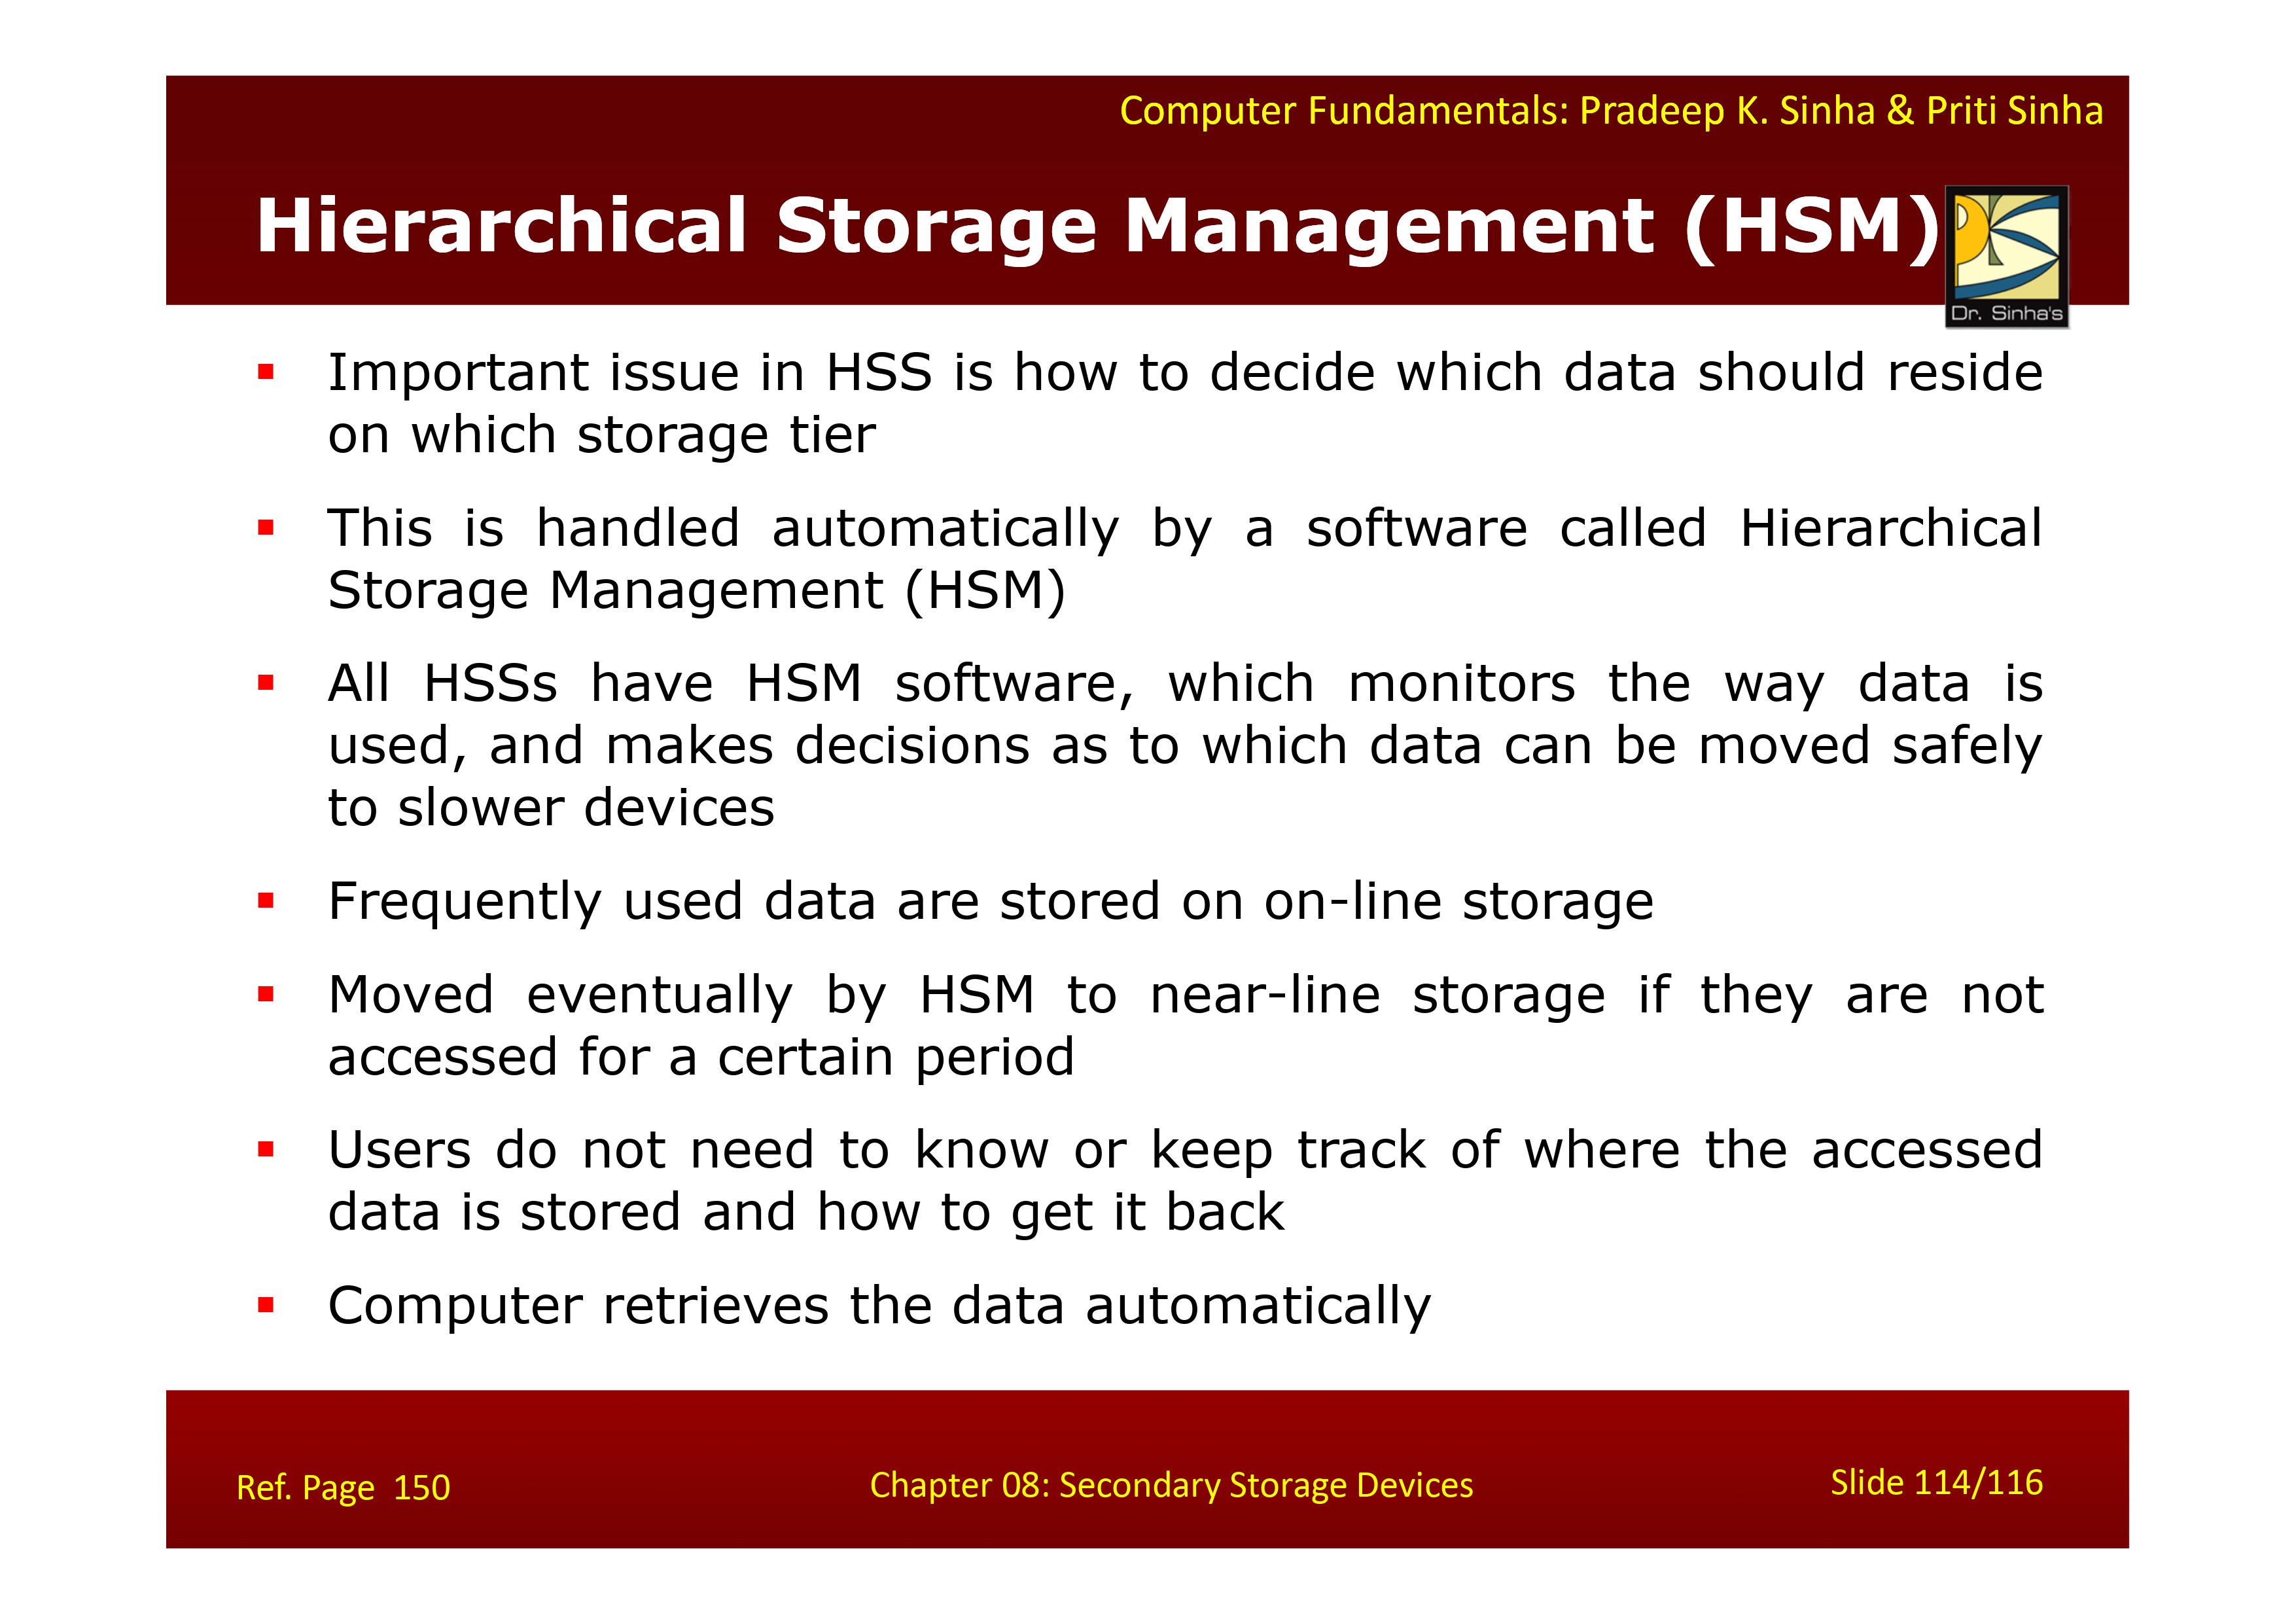 Computer Fundamentals: Pradeep K. Sinha & Priti Sinha
Hierarchical Storage Management (HSM)
Dr. Sinha's
▪ Important issue in HSS is how to decide which data should reside
on which storage tier
▪ This is handled automatically by a software called Hierarchical
Storage Management (HSM)
▪ All HSSs have HSM software, which monitors the way data is
used, and makes decisions as to which data can be moved safely
to slower devices
▪ Frequently used data are stored on on-line storage
▪ Moved eventually by HSM to near-line storage if they are not
accessed for a certain period
▪ Users do not need to know or keep track of where the accessed
data is stored and how to get it back
▪ Computer retrieves the data automatically
Ref. Page 150
Chapter 08: Secondary Storage Devices
Slide 114/116